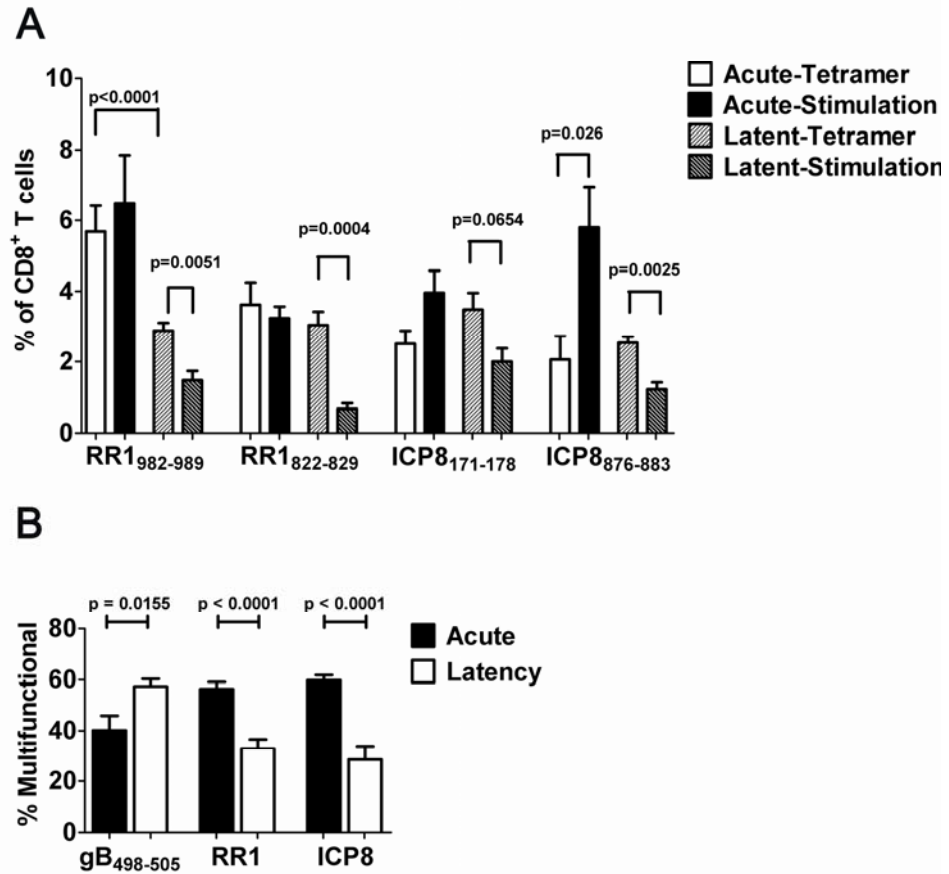 A
% of CD8+ T cells
10
8
6
4
2
0
p<0.0001
p=0.0051
p=0.0004
p=0.0654
p=0.026
p=0.0025
Acute-Tetramer
Acute-Stimulation
Latent-Tetramer
Latent-Stimulation
RR1982-989 RR1822-829 ICP8171-178 ICP8876-883
B
% Multifunctional
80
60
40
20
0
p = 0.0155 p < 0.0001 p < 0.0001
Acute
Latency
gB498-505 RR1 ICP8